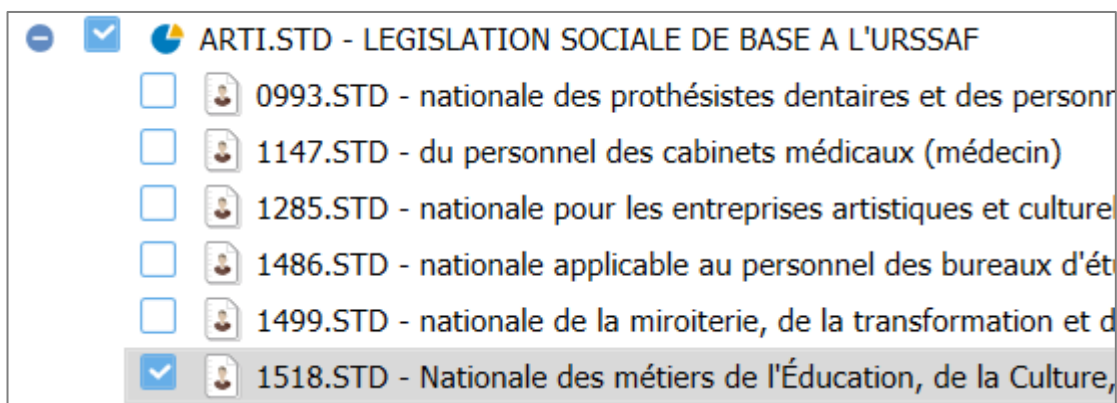 ARTI.STD - LEGISLATION SOCIALE DE BASE A L'URSSAF
0993.STD - nationale des prothésistes dentaires et des person
1147.STD - du personnel des cabinets médicaux (médecin)
1285.STD - nationale pour les entreprises artistiques et culturel
1486.STD - nationale applicable au personnel des bureaux d'ét
1499.STD - nationale de la miroiterie, de la transformation et d
1518.STD - Nationale des métiers de l'Éducation, de la Culture,